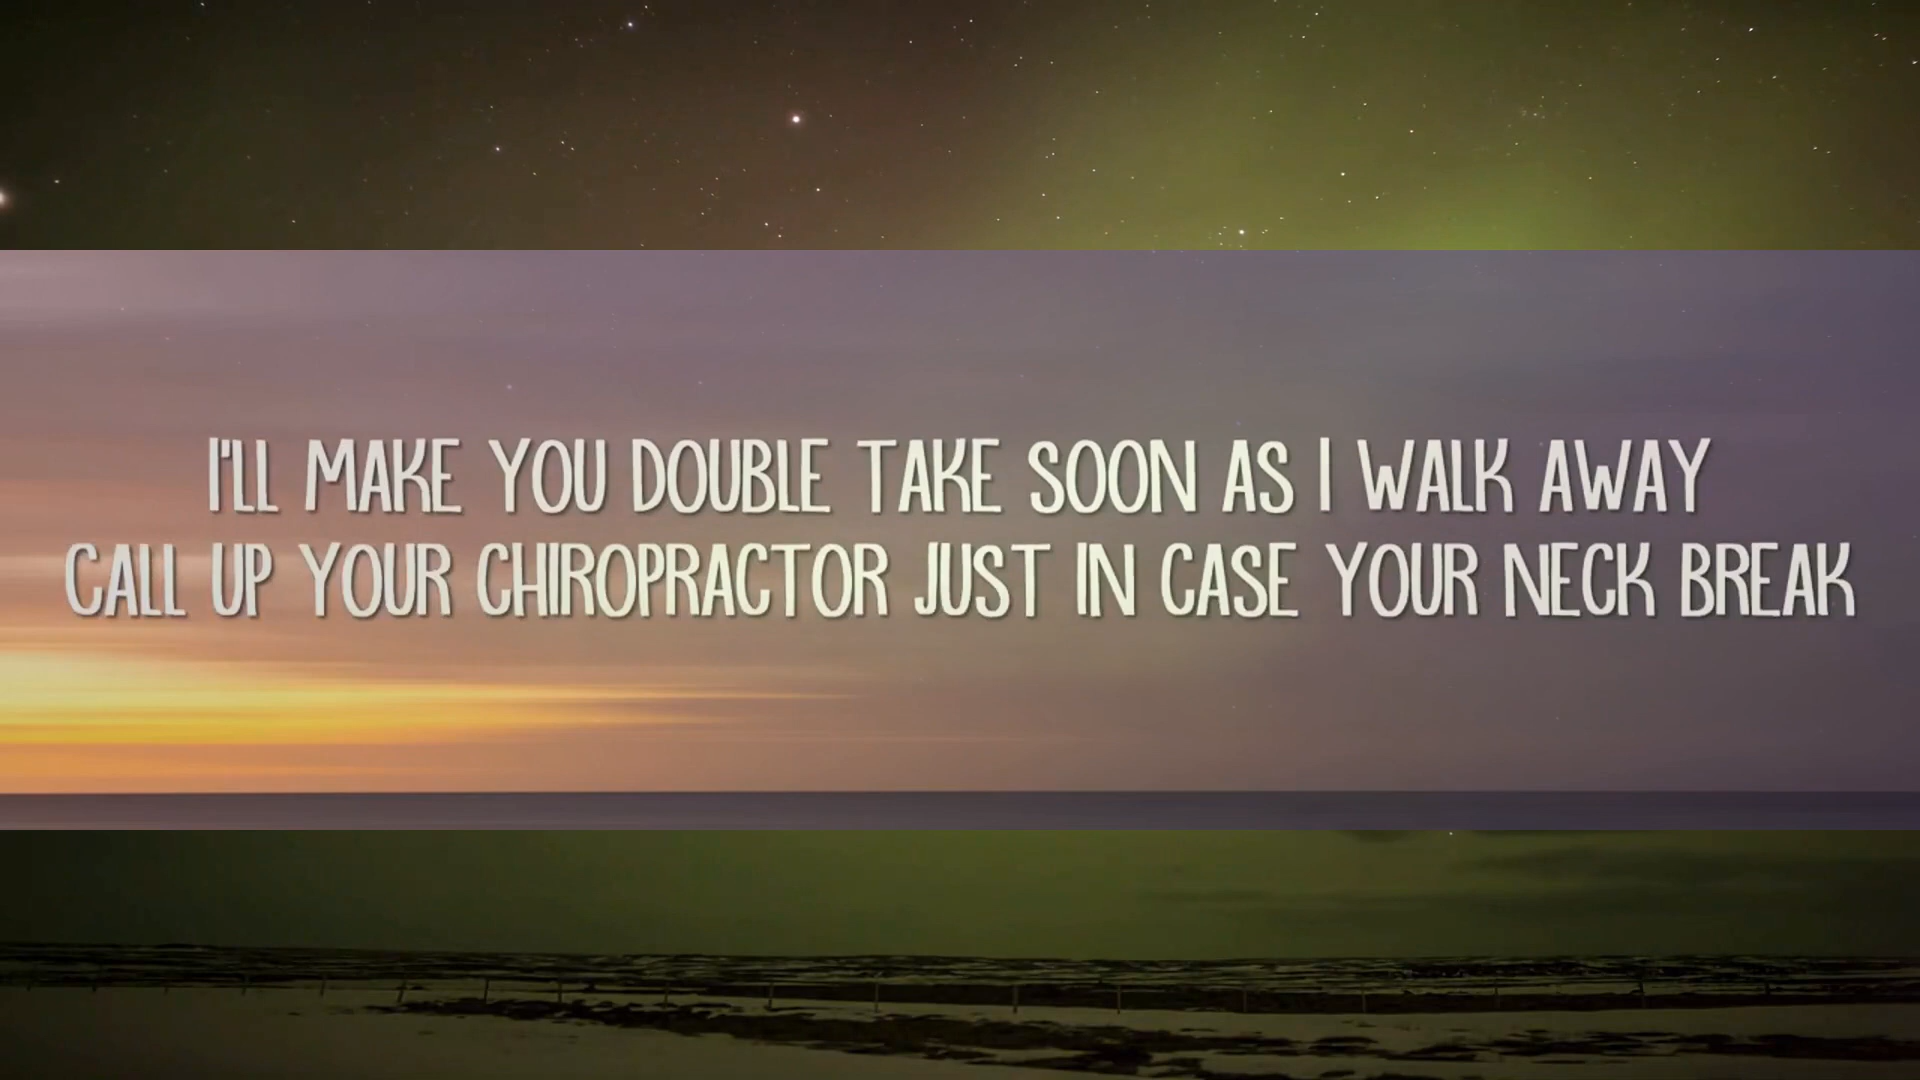 I'LL MAKE YOU DOUBLE TAKE SOON AS I WALK AWAY
CALL UP YOUR CHIROPRACTOR JUST IN CASE YOUR NECK BREAK